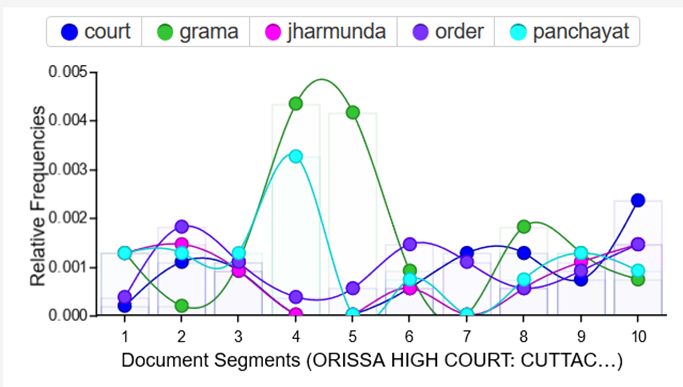 court grama jharmunda order panchayat
0.005
0.004
0.003
0.002
0.001
0.000
Relative Frequencies
1 2 3 4 5 6 7 8 9 10
Document Segments (ORISSA HIGH COURT: CUTTAC...)